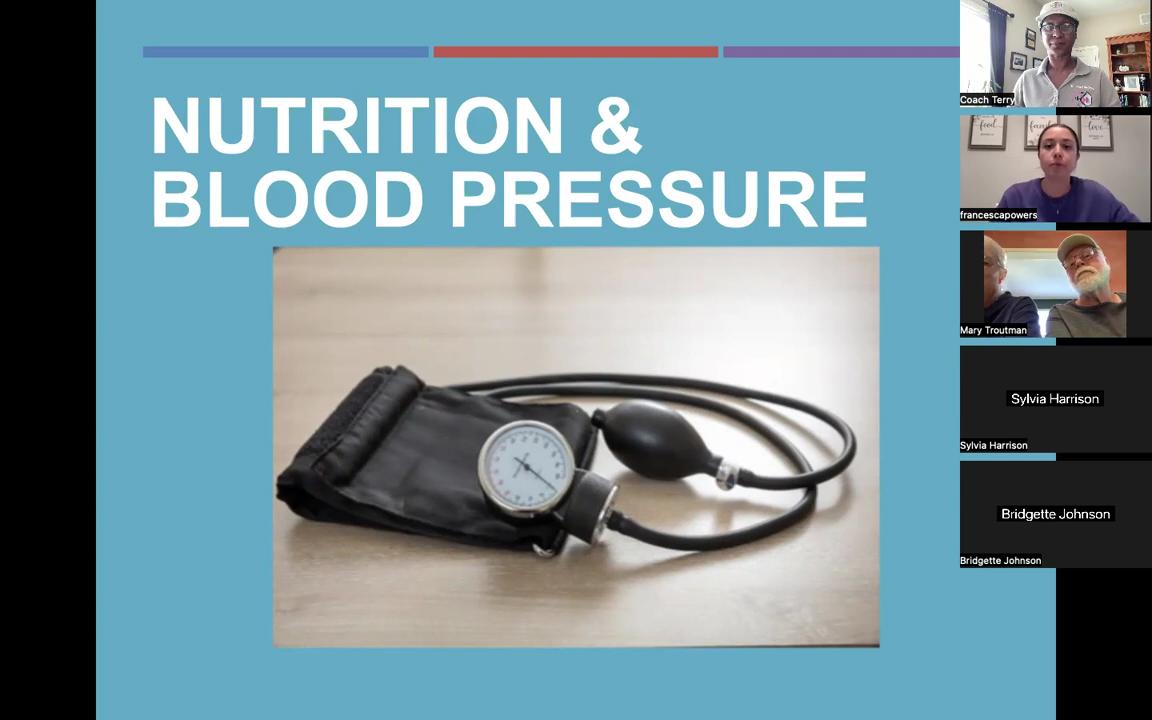 NUTRITION &
BLOOD PRESSURE
Coach Terry
francescapowers
Mary Troutman
Sylvia Harrison
Sylvia Harrison
Bridgette Johnson
Bridgette Johnson